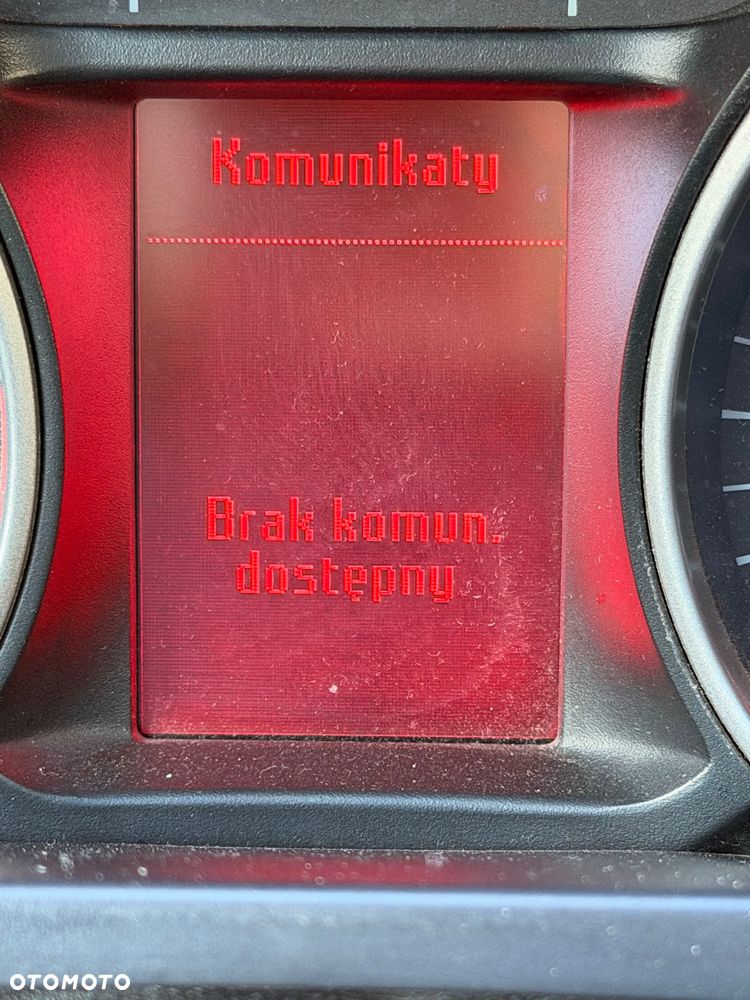 Komunikaty
Brak komun.
dostępny
OTOMOTO